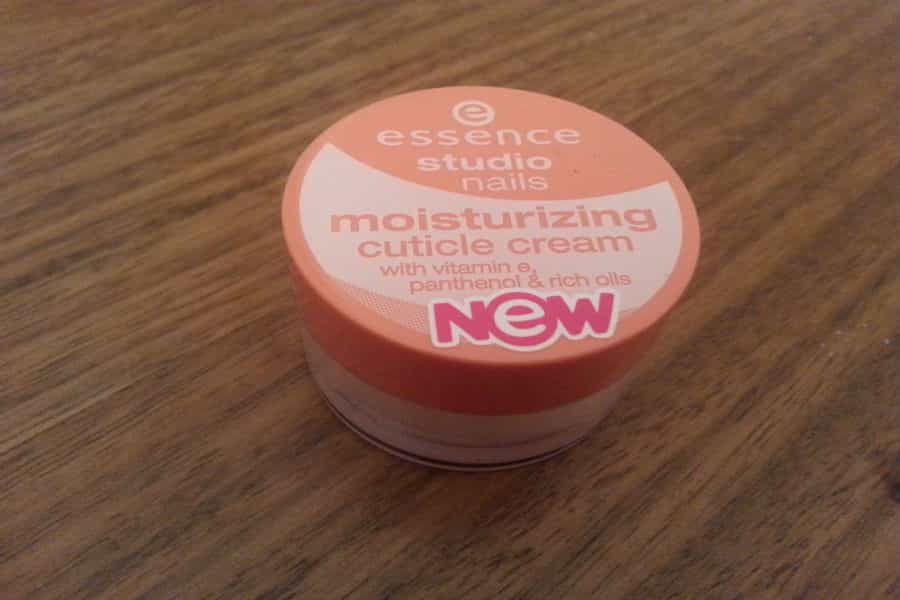 e
essence
studio
nails
moisturizing
cuticle cream
with vitamin e,
panthenol & rich oils
NeW